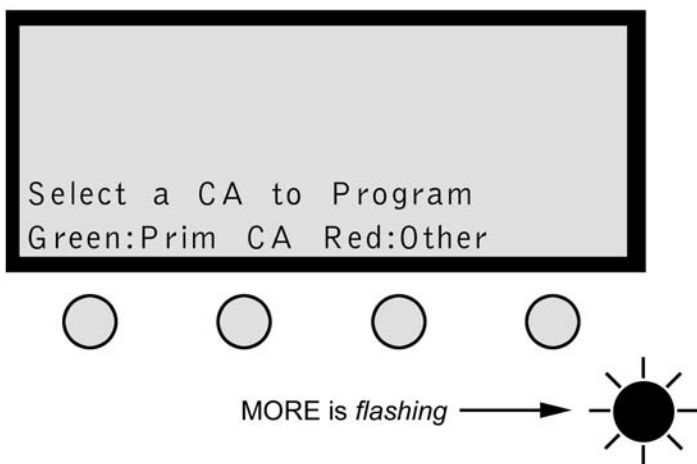 Select a CA to Program
Green:Prim CA Red:Other
MORE is flashing